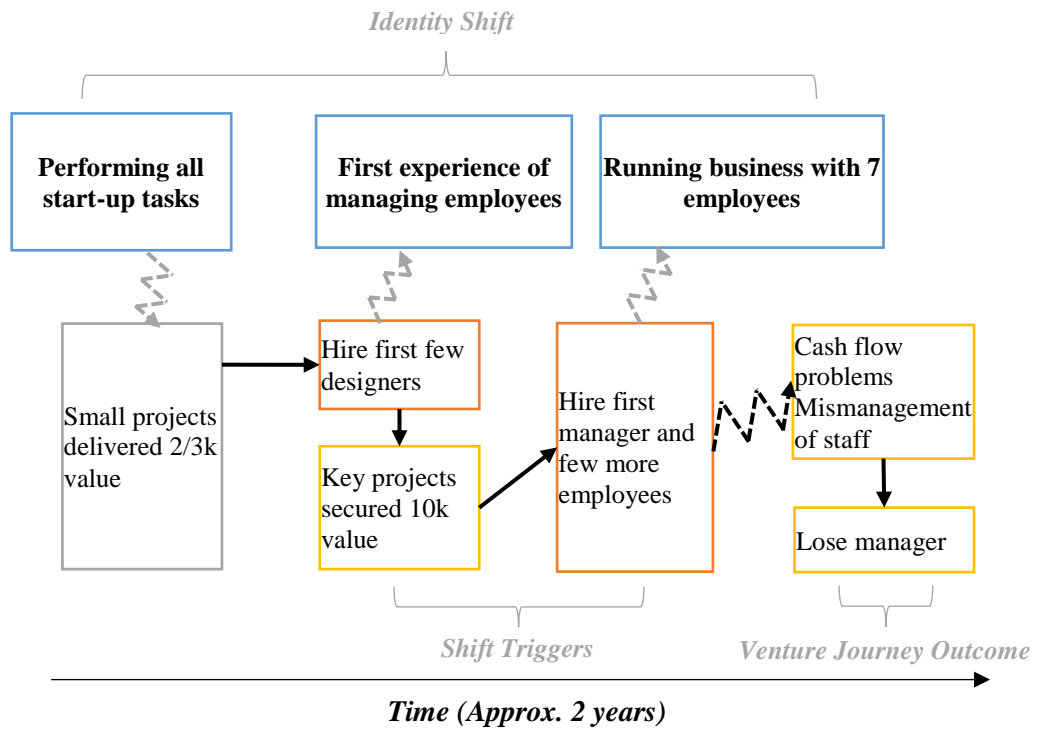 Identity Shift
Performing all
start-up tasks
First experience of
managing employees
Running business with 7
employees
Small projects
delivered 2/3k
value
Hire first few
designers
Key projects
secured 10k
value
Hire first
manager and
few more
employees
Cash flow
problems
Mismanagement
of staff
Lose manager
Shift Triggers
Venture Journey Outcome
Time (Approx. 2 years)